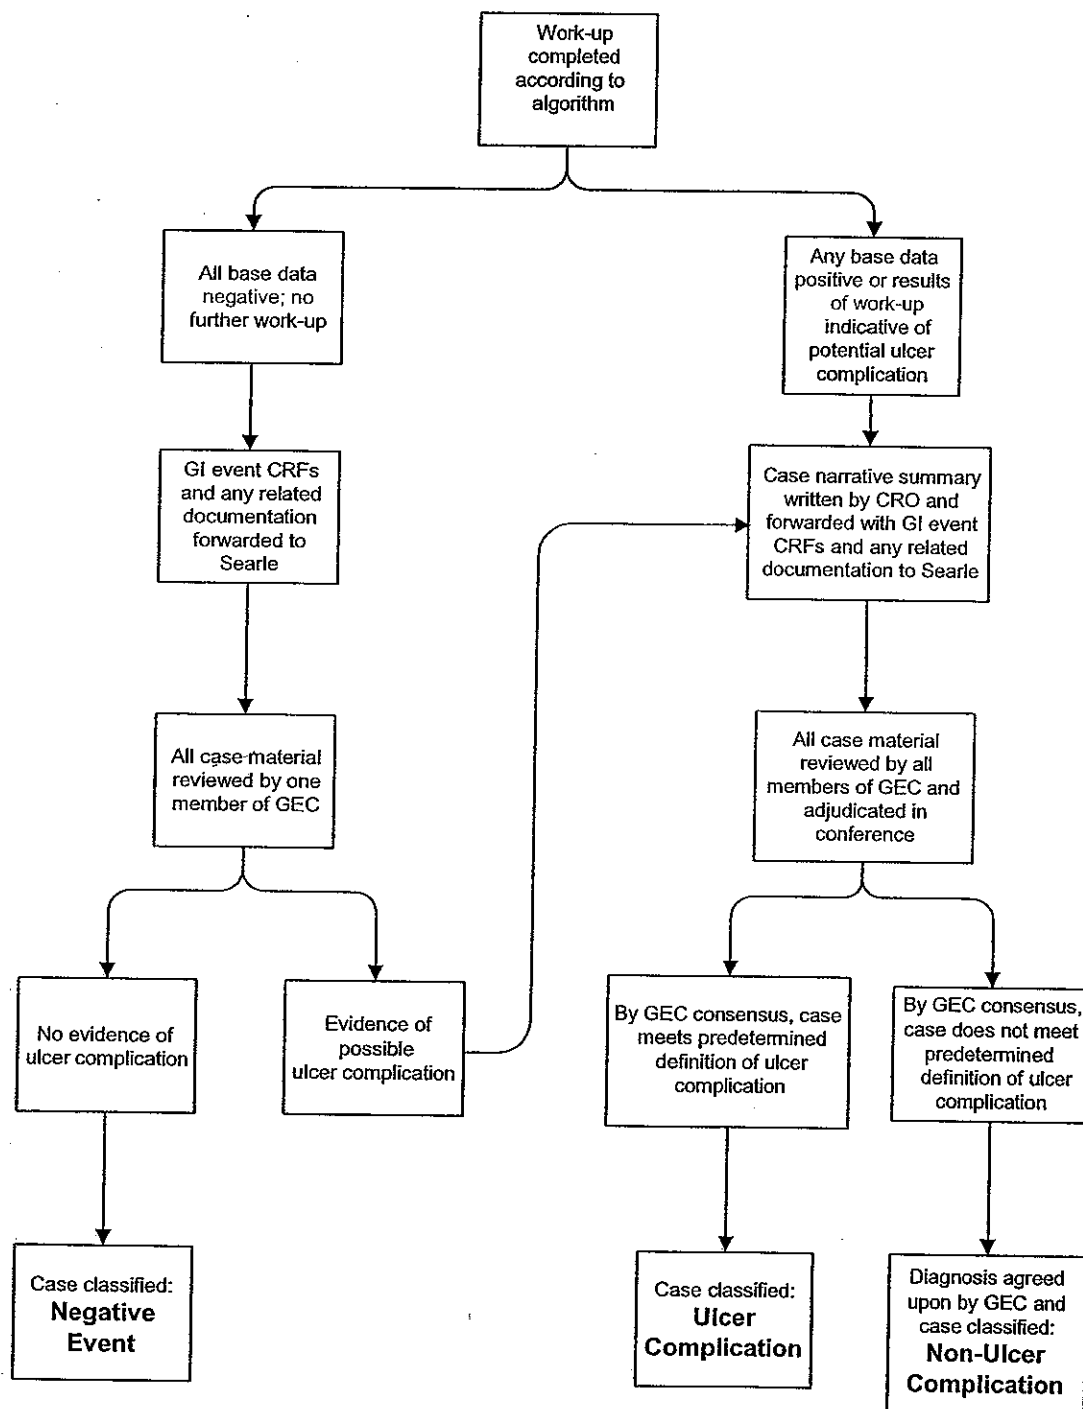 Work-up
completed
according to
algorithm
All base data
negative; no
further work-up
Any base data
positive or results
of work-up
indicative of
potential ulcer
complication
GI event CRFs
and any related
documentation
forwarded to
Searle
Case narrative summary
written by CRO and
forwarded with GI event
CRFs and any related
documentation to Searle
All case material
reviewed by one
member of GEC
All case material
reviewed by all
members of GEC and
adjudicated in
conference
No evidence of
ulcer complication
Evidence of
possible
ulcer complication
By GEC consensus, case
meets predetermined
definition of ulcer
complication
By GEC consensus,
case does not meet
predetermined
definition of ulcer
complication
Case classified:
Negative
Event
Case classified:
Ulcer
Complication
Diagnosis agreed
upon by GEC and
case classified:
Non-Ulcer
Complication